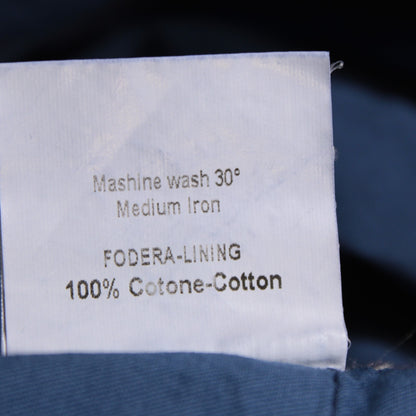 Mashine wash 30°
Medium Iron
FODERA-LINING
100% Cotone-Cotton